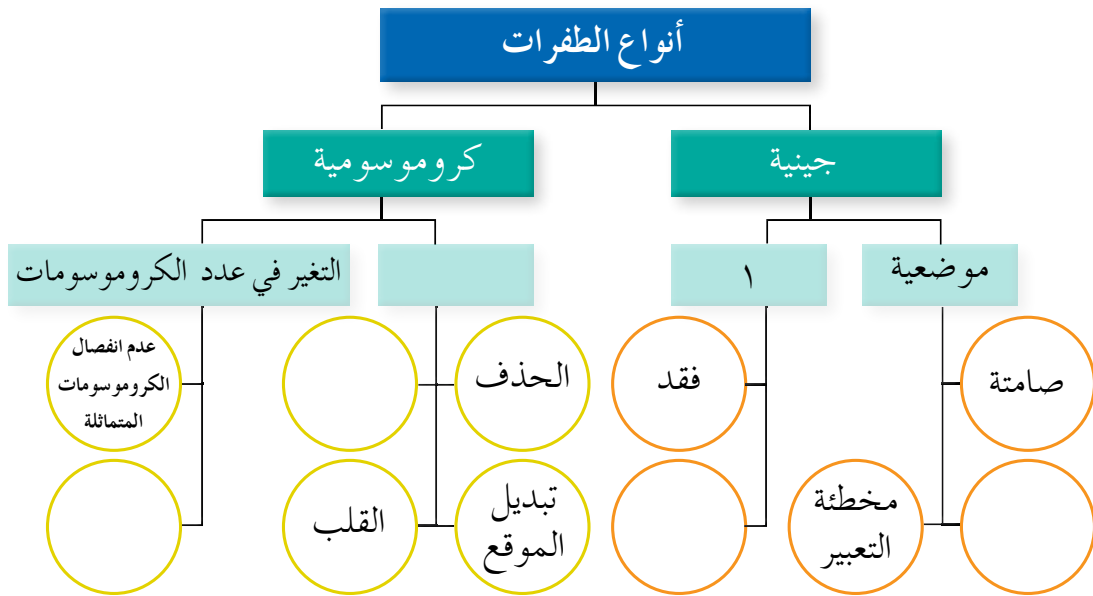 أنواع الطفرات
جينية
كروموسومية
موضعية
١
التغير في عدد الكروموسومات
صامتة
فقد
الحذف
عدم انفصال
الكروموسومات
المتماثلة
مخطئة
التعبير
تبديل
الموقع
القلب